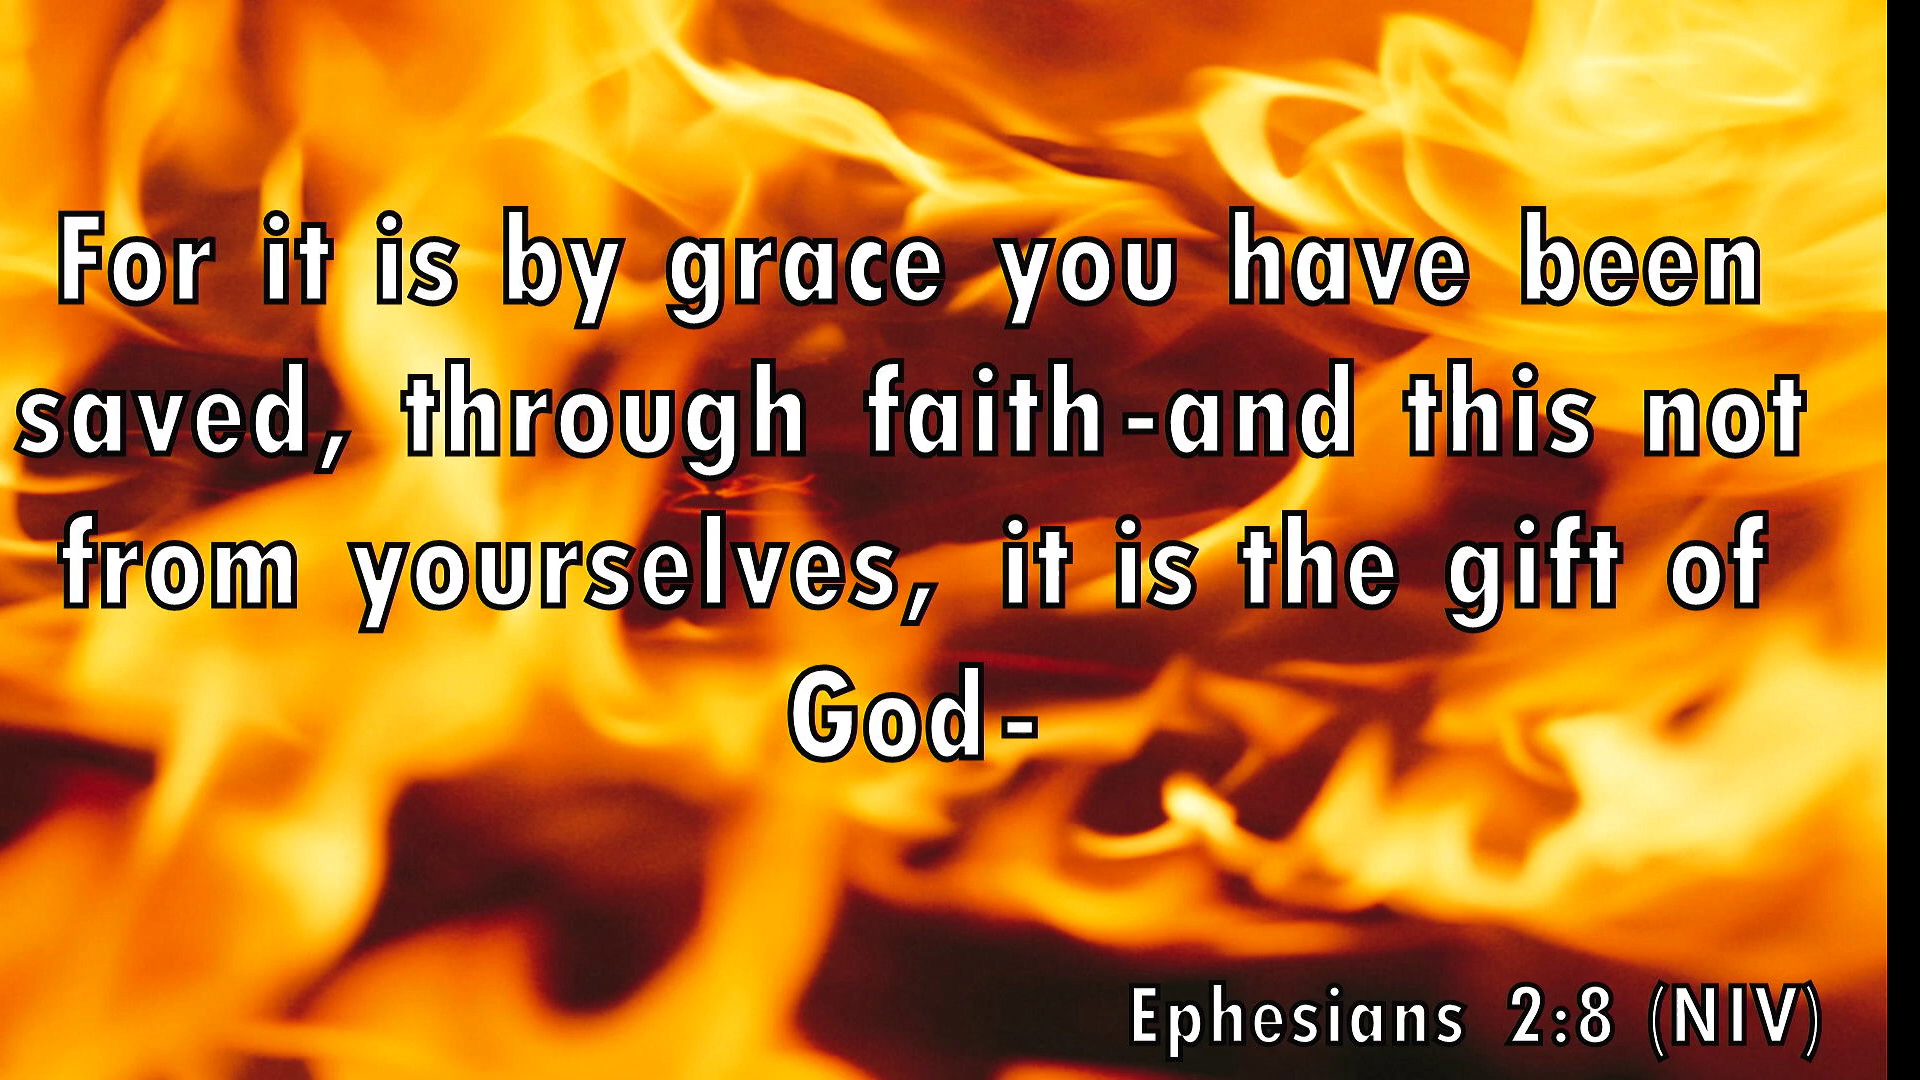 For it is by grace you have been
saved, through faith-and this not
from yourselves, it is the gift of
God-
Ephesians 2:8 (NIV)